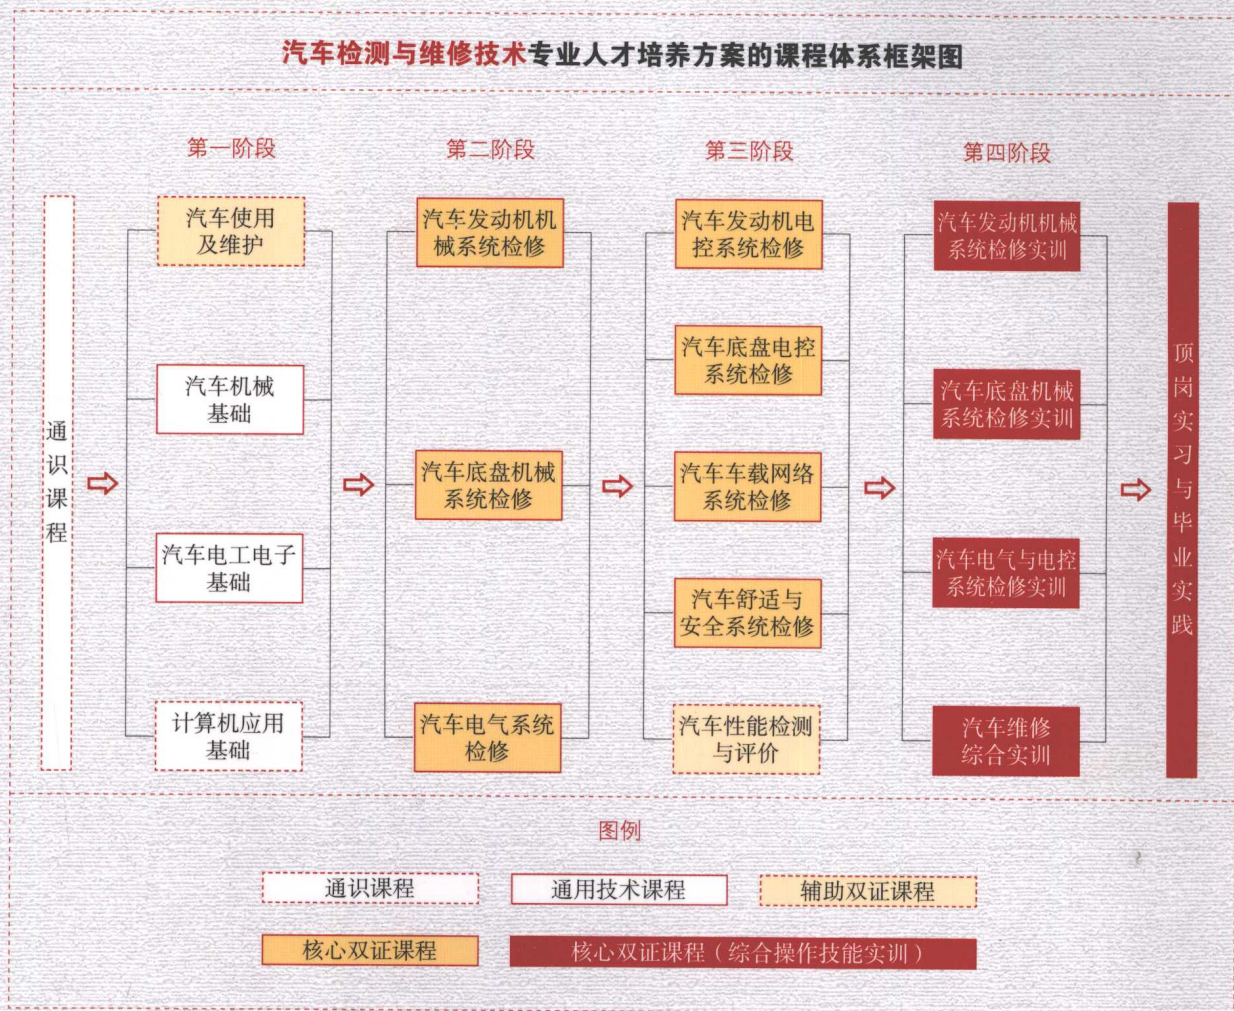 汽车检测与维修技术专业人才培养方案的课程体系框架图
第一阶段
第二阶段
第三阶段
第四阶段
通识课程
汽车使用
及维护
汽车机械
基础
汽车电工电子
基础
计算机应用
基础
汽车发动机机
械系统检修
汽车底盘机械
系统检修
汽车电气系统
检修
汽车发动机电
控系统检修
汽车底盘电控
系统检修
汽车车载网络
系统检修
汽车舒适与
安全系统检修
汽车性能检测
与评价
汽车发动机机械
系统检修实训
汽车底盘机械
系统检修实训
汽车电气与电控
系统检修实训
汽车维修
综合实训
顶岗实习与毕业实践
图例
通识课程
通用技术课程
辅助双证课程
核心双证课程
核心双证课程（综合操作技能实训）